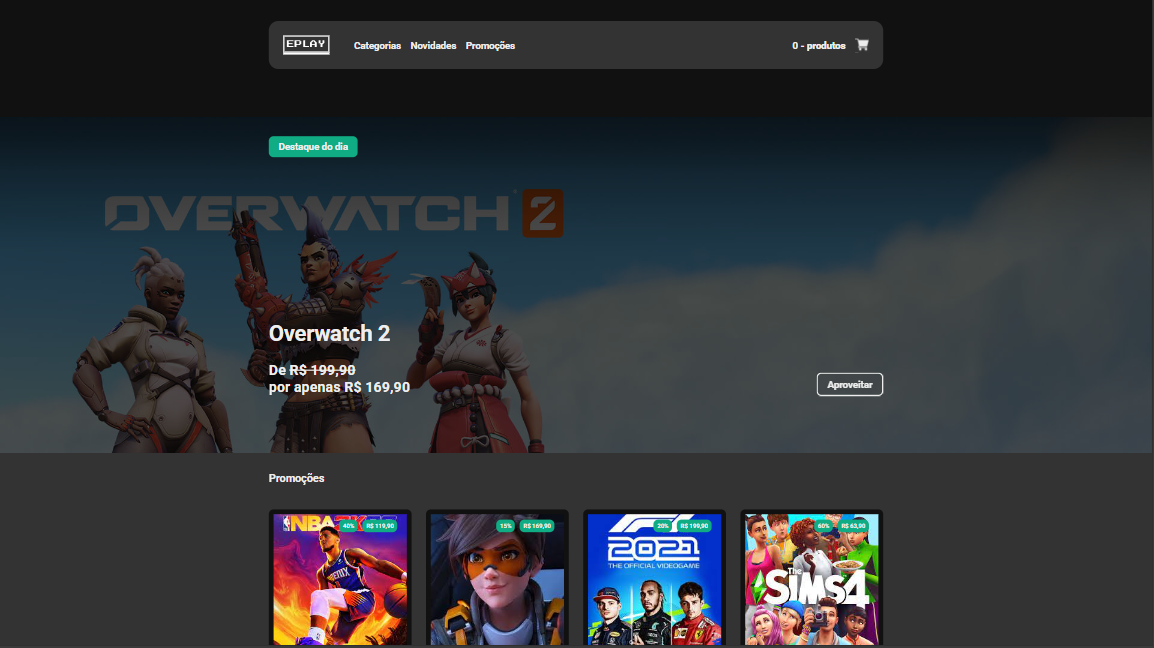 EPLAY Categorias Novidades Promoções 0 - produtos
Destaque do dia
OVERWATCH 2
Overwatch 2
De R$ 199,90
por apenas R$ 169,90
Aproveitar
Promoções
NBA 40% R$ 119,90
15% R$ 169,90
20% R$ 199,90
60% R$ 63,90
2021
THE OFFICIAL VIDEOGAME
The
SIMS 4
PHOENIX